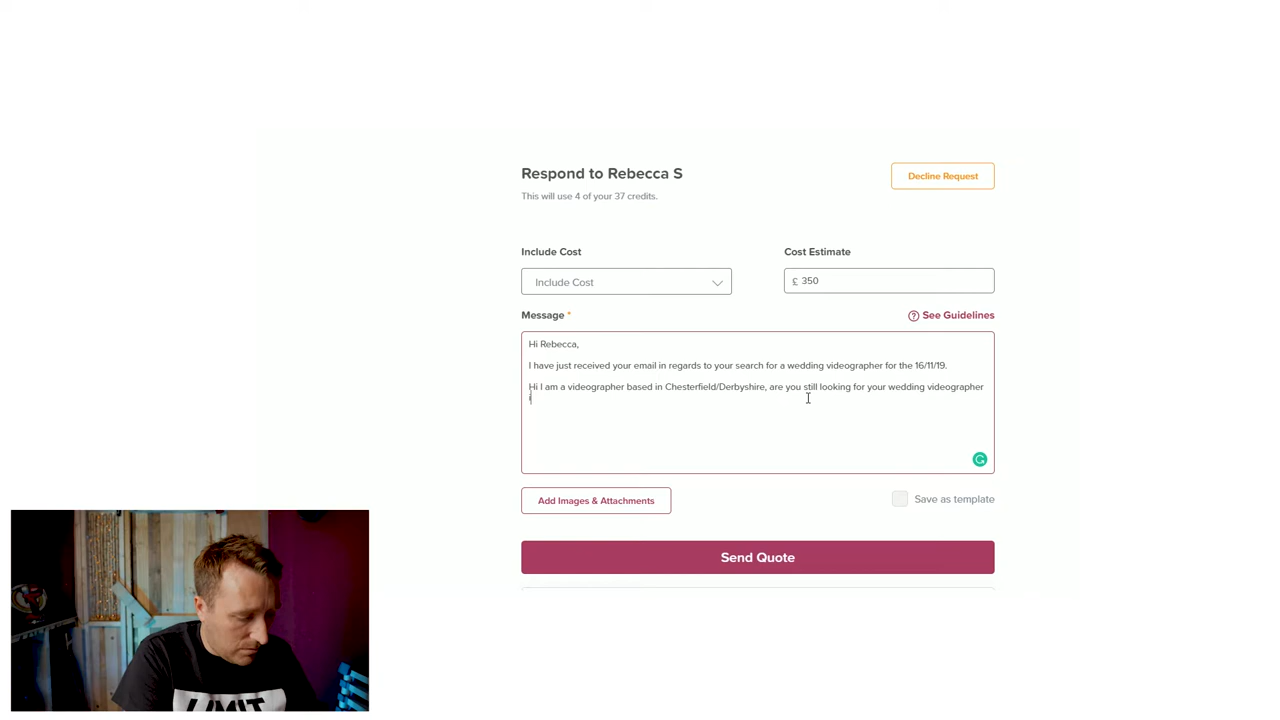 Respond to Rebecca S
Decline Request
This will use 4 of your 37 credits.
Include Cost
Cost Estimate
Include Cost
£ 350
Message *
? See Guidelines
Hi Rebecca,
I have just received your email in regards to your search for a wedding videographer for the 16/11/19.
Hi I am a videographer based in Chesterfield/Derbyshire, are you still looking for your wedding videographer
i
Add Images & Attachments
Save as template
Send Quote
LIMIT